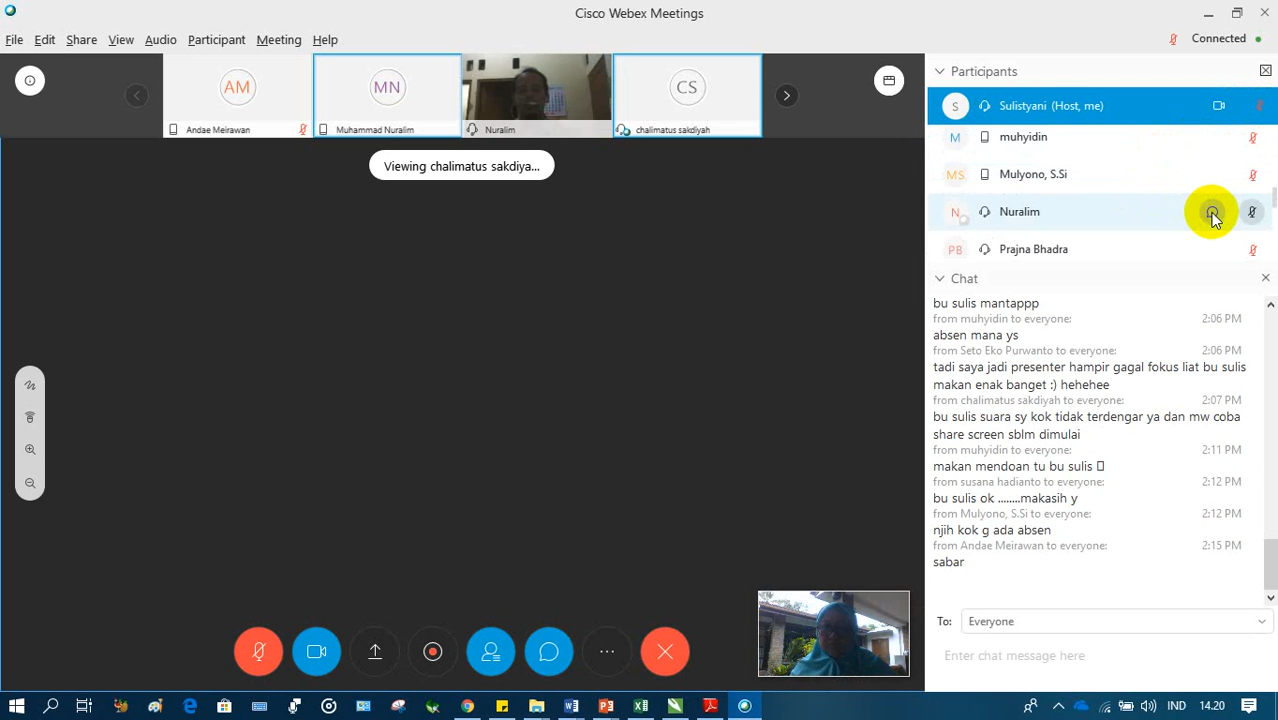 Cisco Webex Meetings
File Edit Share View Audio Participant Meeting Help
Connected
AM
Andae Meirawan
MN
Muhammad Nuralim
Nuralim
CS
chalimatus sakdiyah
Viewing chalimatus sakdiya...
Participants
S Sulistyani (Host, me)
M muhyidin
MS Mulyono, S.Si
N Nuralim
PB Prajna Bhadra
Chat
bu sulis mantappp
from muhyidin to everyone: 2:06 PM
absen mana ys
from Seto Eko Purwanto to everyone: 2:06 PM
tadi saya jadi presenter hampir gagal fokus liat bu sulis
makan enak banget :) hehehee
from chalimatus sakdiyah to everyone: 2:07 PM
bu sulis suara sy kok tidak terdengar ya dan mw coba
share screen sblm dimulai
from muhyidin to everyone: 2:11 PM
makan mendoan tu bu sulis
from susana hadianto to everyone: 2:12 PM
bu sulis ok ........makasih y
from Mulyono, S.Si to everyone: 2:12 PM
njih kok g ada absen
from Andae Meirawan to everyone: 2:15 PM
sabar
To: Everyone
Enter chat message here
IND 14.20